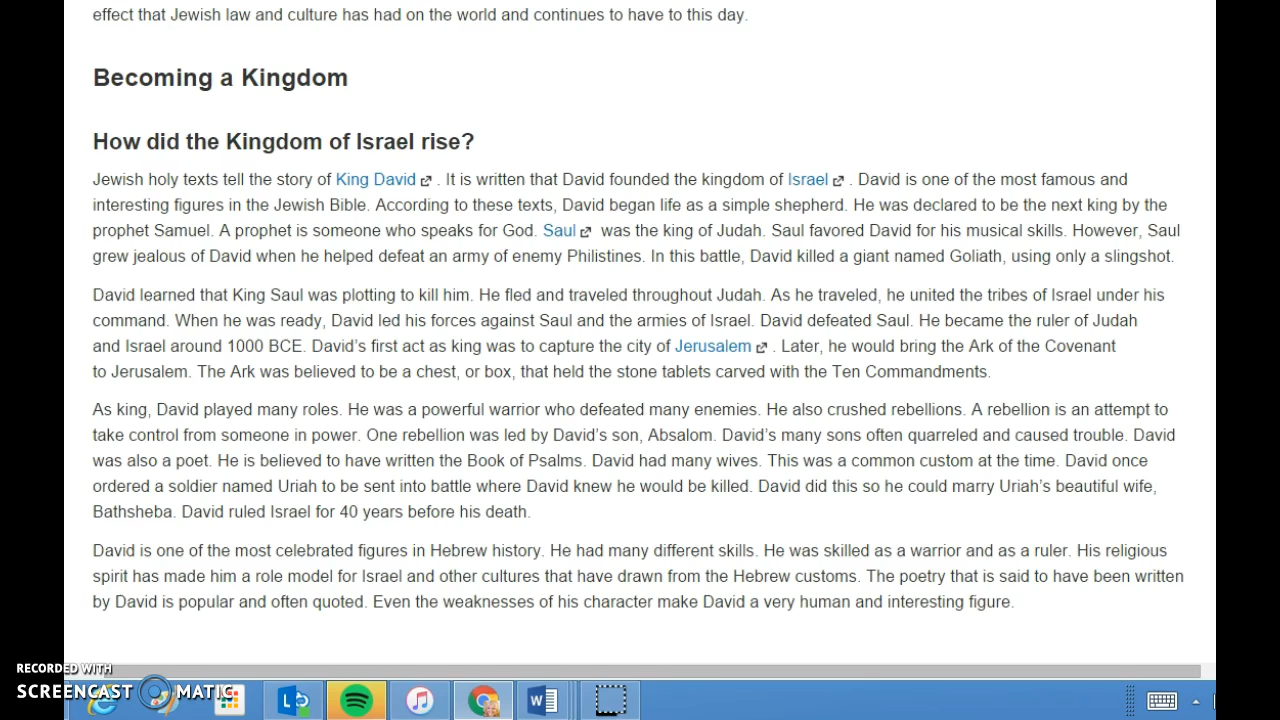 effect that Jewish law and culture has had on the world and continues to have to this day.
Becoming a Kingdom
How did the Kingdom of Israel rise?
Jewish holy texts tell the story of King David . It is written that David founded the kingdom of Israel . David is one of the most famous and
interesting figures in the Jewish Bible. According to these texts, David began life as a simple shepherd. He was declared to be the next king by the
prophet Samuel. A prophet is someone who speaks for God. Saul was the king of Judah. Saul favored David for his musical skills. However, Saul
grew jealous of David when he helped defeat an army of enemy Philistines. In this battle, David killed a giant named Goliath, using only a slingshot.
David learned that King Saul was plotting to kill him. He fled and traveled throughout Judah. As he traveled, he united the tribes of Israel under his
command. When he was ready, David led his forces against Saul and the armies of Israel. David defeated Saul. He became the ruler of Judah
and Israel around 1000 BCE. David's first act as king was to capture the city of Jerusalem . Later, he would bring the Ark of the Covenant
to Jerusalem. The Ark was believed to be a chest, or box, that held the stone tablets carved with the Ten Commandments.
As king, David played many roles. He was a powerful warrior who defeated many enemies. He also crushed rebellions. A rebellion is an attempt to
take control from someone in power. One rebellion was led by David's son, Absalom. David's many sons often quarreled and caused trouble. David
was also a poet. He is believed to have written the Book of Psalms. David had many wives. This was a common custom at the time. David once
ordered a soldier named Uriah to be sent into battle where David knew he would be killed. David did this so he could marry Uriah's beautiful wife,
Bathsheba. David ruled Israel for 40 years before his death.
David is one of the most celebrated figures in Hebrew history. He had many different skills. He was skilled as a warrior and as a ruler. His religious
spirit has made him a role model for Israel and other cultures that have drawn from the Hebrew customs. The poetry that is said to have been written
by David is popular and often quoted. Even the weaknesses of his character make David a very human and interesting figure.
RECORDED WITH
SCREENCAST MATIC